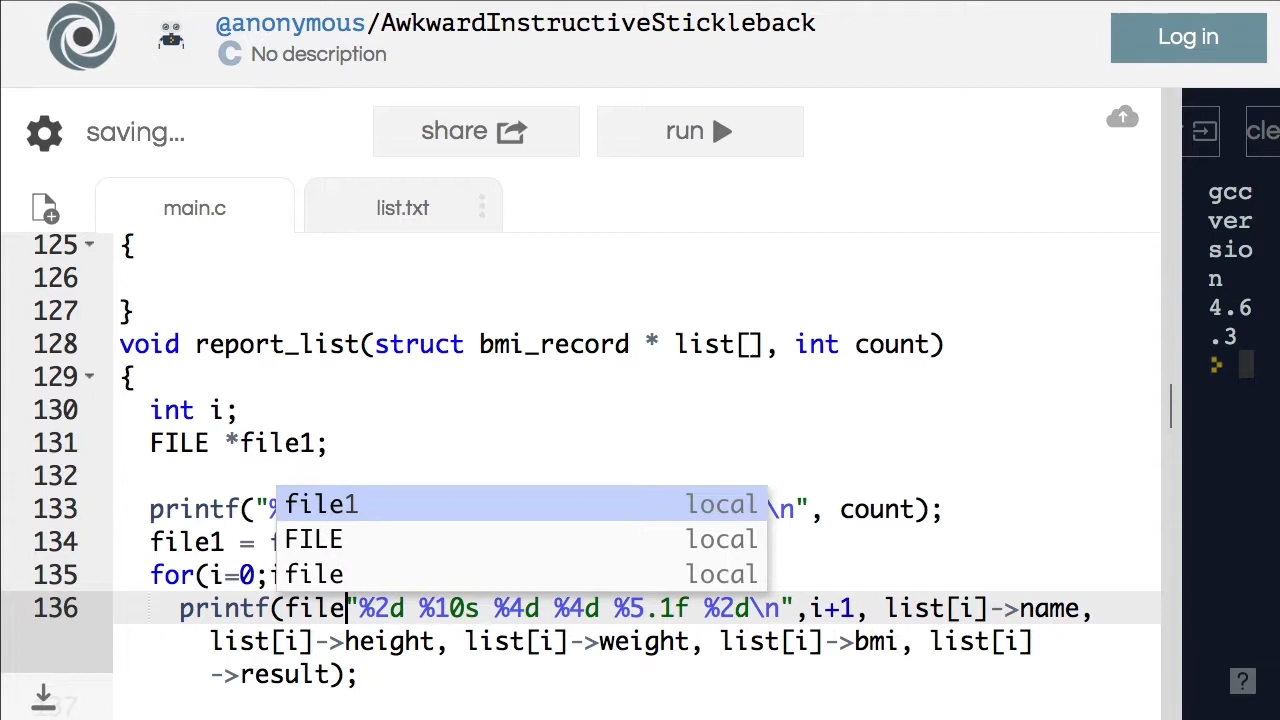 @anonymous/AwkwardInstructiveStickleback
C No description
Log in
saving...
share
run
cle
main.c
list.txt
gcc
ver
sio
n
4.6
.3
125 {
126
127 }
128 void report_list(struct bmi_record * list[], int count)
129 {
130 int i;
131 FILE *file1;
132
133 printf("% \n", count);
134 file1 = f
135 for(i=0;i
file1 local
FILE local
file local
136 printf(file"%2d %10s %4d %4d %5.1f %2d\n",i+1, list[i]->name,
list[i]->height, list[i]->weight, list[i]->bmi, list[i]
->result);
137
?